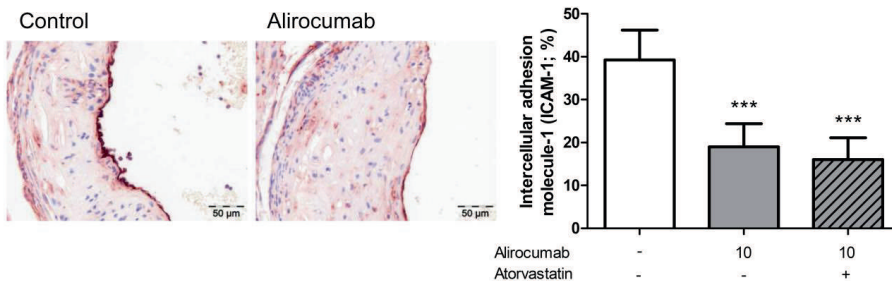 Control
Alirocumab
50 µm
50 µm
Intercellular adhesion
molecule-1 (ICAM-1; %)
50
40
30
20
10
0
***
***
Alirocumab - 10 10
Atorvastatin - - +